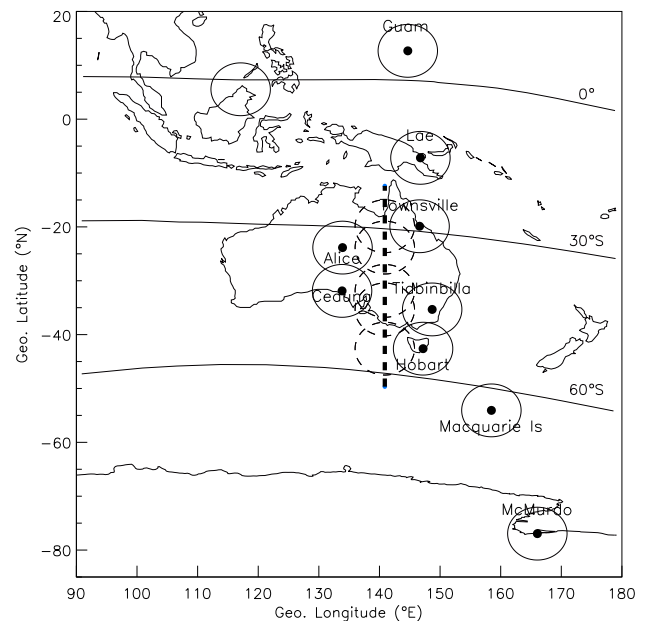 20
Guam
0°
0
Lae
Townsville
-20
30°S
Alice
Ceduna
Tidbinbilla
-40
Hobart
60°S
Macquarie Is
-60
McMurdo
-80
90 100 110 120 130 140 150 160 170 180
Geo. Longitude (°E)
Geo. Latitude (°N)